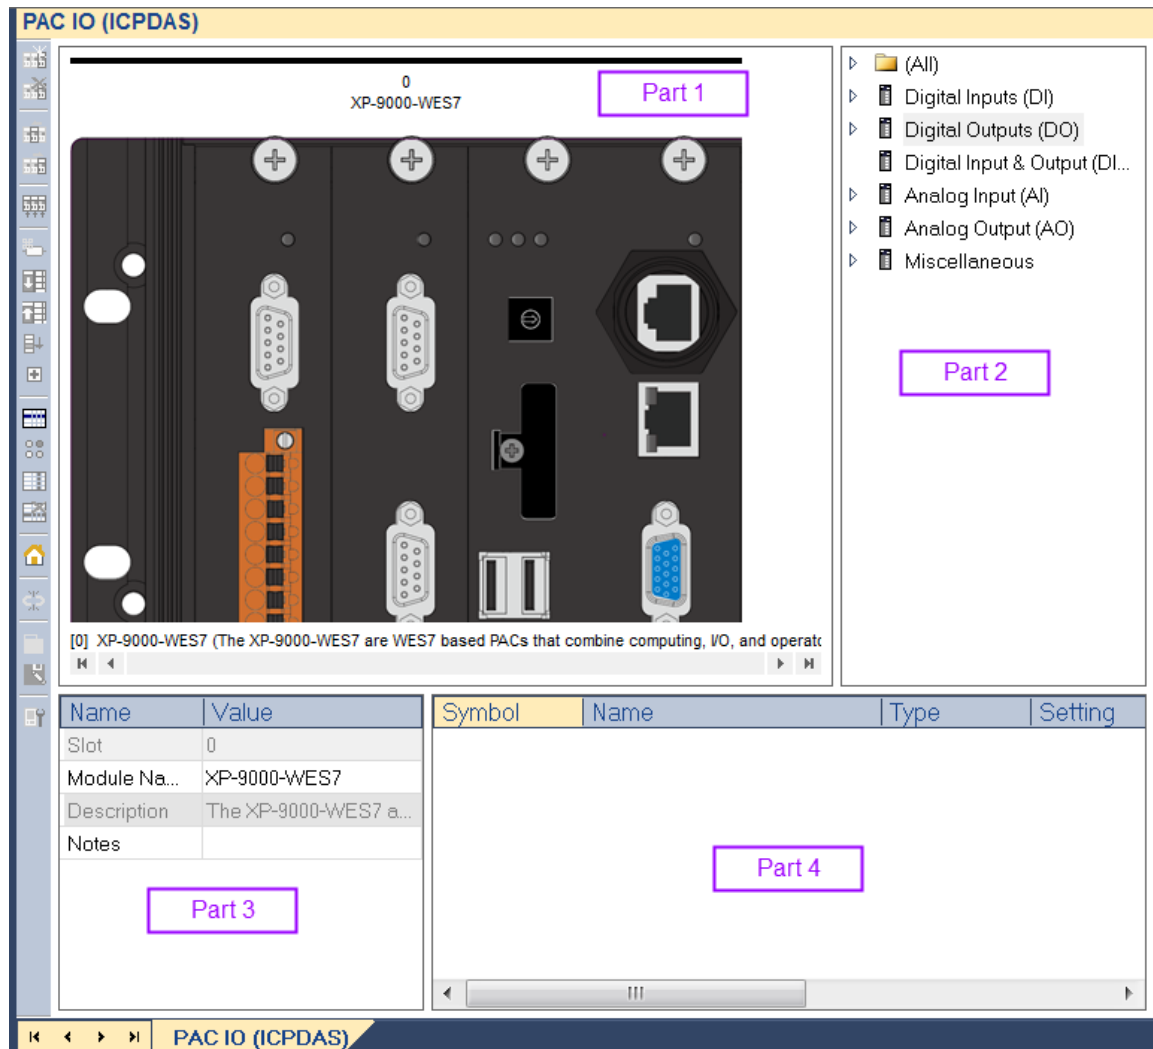 PAC IO (ICPDAS)
0
XP-9000-WES7
Part 1
[0] XP-9000-WES7 (The XP-9000-WES7 are WES7 based PACs that combine computing, I/O, and operato
(All)
Digital Inputs (DI)
Digital Outputs (DO)
Digital Input & Output (DI...
Analog Input (AI)
Analog Output (AO)
Miscellaneous
Part 2
Name Value
Slot 0
Module Na... XP-9000-WES7
Description The XP-9000-WES7 a...
Notes
Part 3
Symbol Name Type Setting
Part 4
PAC IO (ICPDAS)